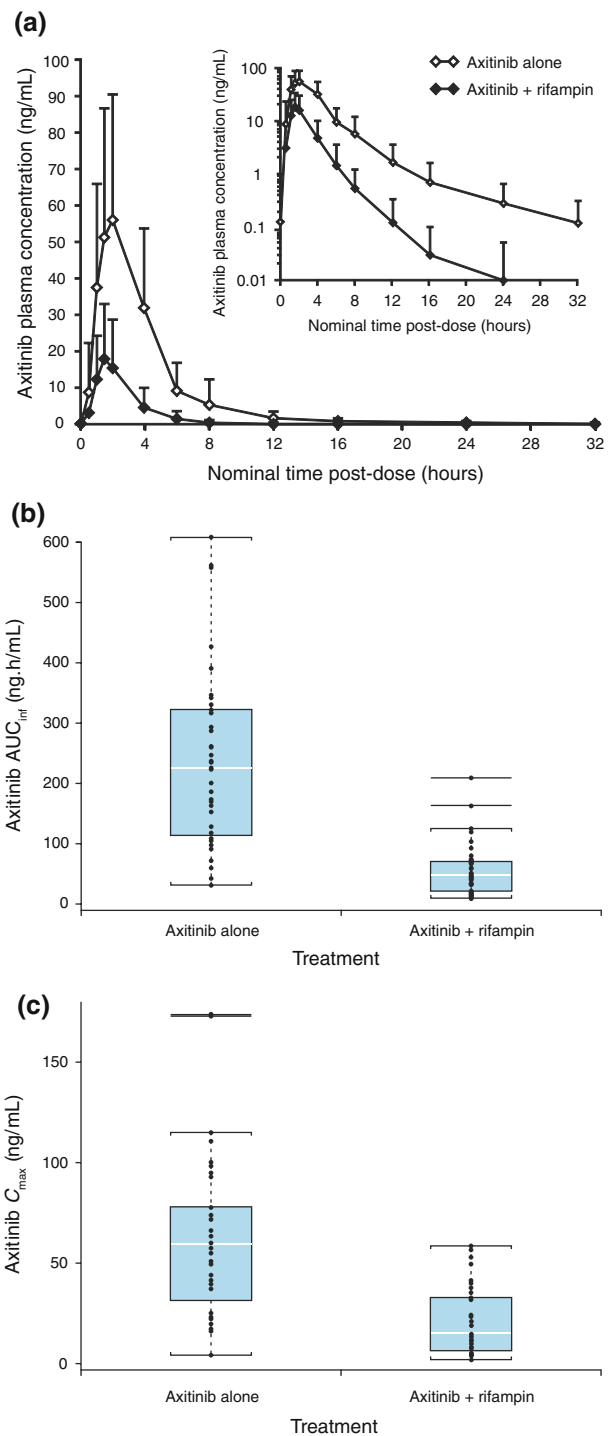 (a)
Axitinib plasma concentration (ng/mL)
100
90
80
70
60
50
40
30
20
10
0
0 4 8 12 16 20 24 28 32
Nominal time post-dose (hours)
Axitinib plasma concentration (ng/mL)
100
10
1
0.1
0.01
0 4 8 12 16 20 24 28 32
Nominal time post-dose (hours)
Axitinib alone
Axitinib + rifampin
(b)
Axitinib AUCinf (ng.h/mL)
600
500
400
300
200
100
0
Axitinib alone Axitinib + rifampin
Treatment
(c)
Axitinib Cmax (ng/mL)
150
100
50
0
Axitinib alone Axitinib + rifampin
Treatment